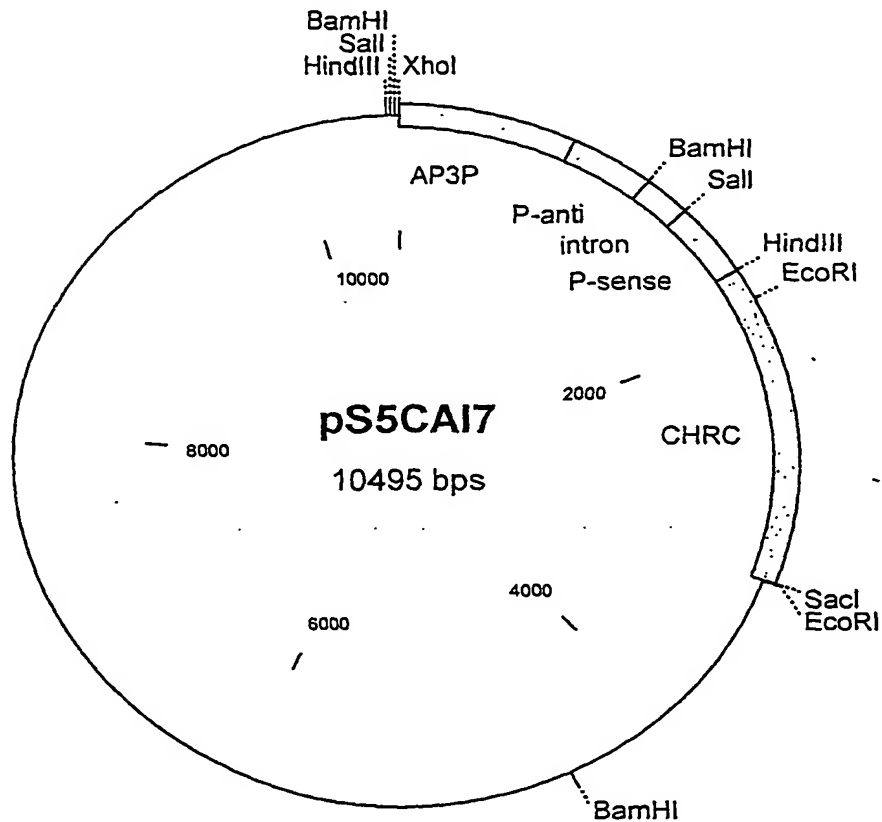 BamHI
SalI
HindIII XhoI
BamHI
SalI
AP3P
P-anti
intron
HindIII
EcoRI
P-sense
10000
2000
pS5CAI7
CHRC
8000
10495 bps
4000
SacI
EcoRI
6000
BamHI